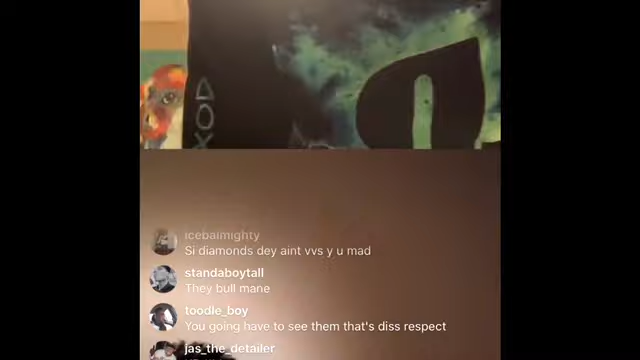 icebalmighty
Si diamonds dey aint vvs y u mad
standaboytall
They bull mane
toodle_boy
You going have to see them that's diss respect
jas_the_detailer